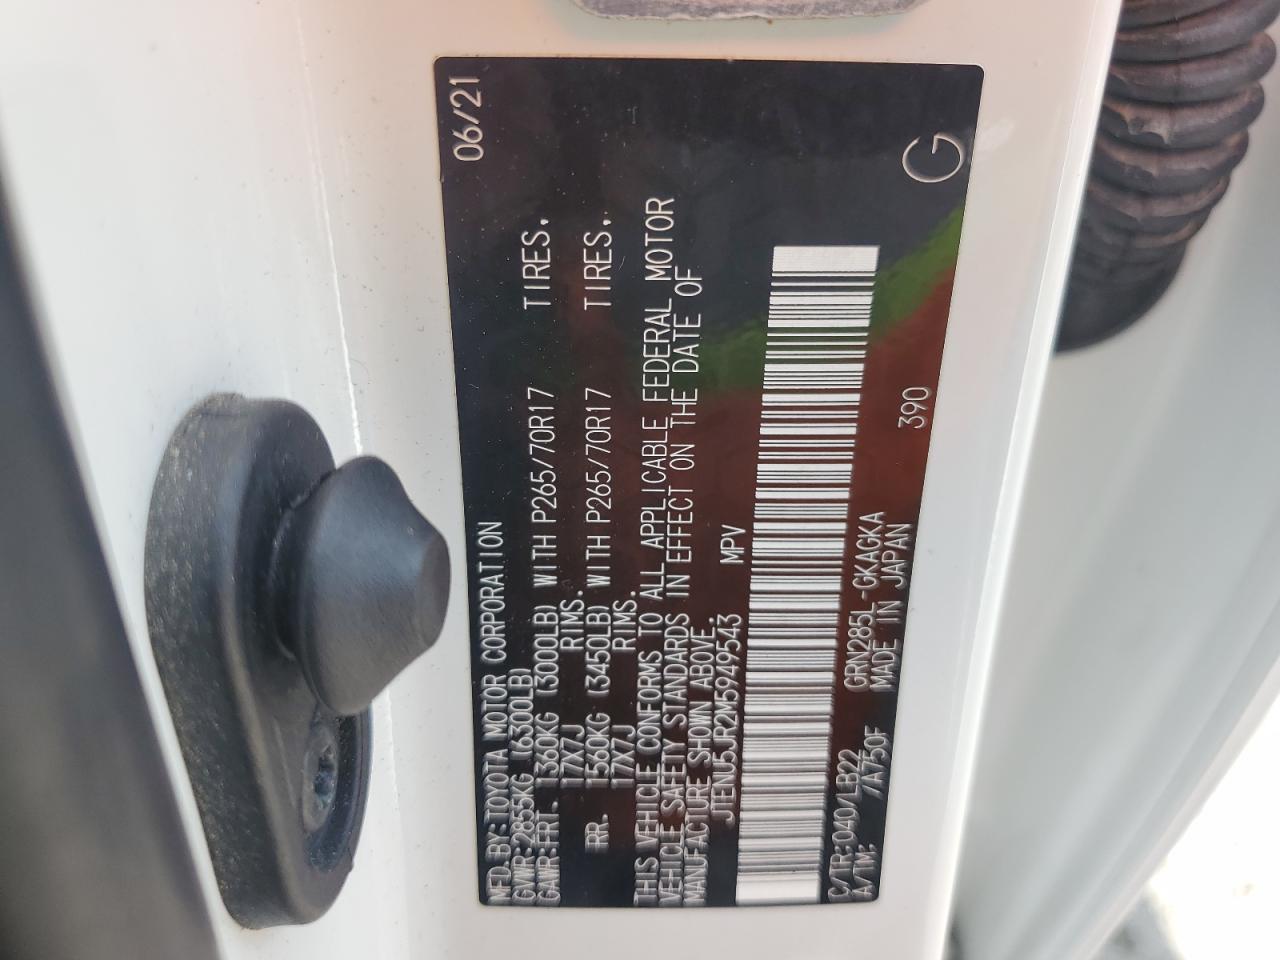 MFD.BY:TOYOTA MOTOR CORPORATION 06/21
GVWR:2855KG (6300LB)
GAWR:FRT. 1360KG (3000LB) WITH P265/70R17 TIRES.
17X7J RIMS.
RR. 1560KG (3450LB) WITH P265/70R17 TIRES.
17X7J RIMS.
THIS VEHICLE CONFORMS TO ALL APPLICABLE FEDERAL MOTOR
VEHICLE SAFETY STANDARDS IN EFFECT ON THE DATE OF
MANUFACTURE SHOWN ABOVE.
JTENU5JR2M5949543 MPV
C/TR:040/LB22 GRN285L-GKAGKA 390 G
A/TM: /A750F MADE IN JAPAN